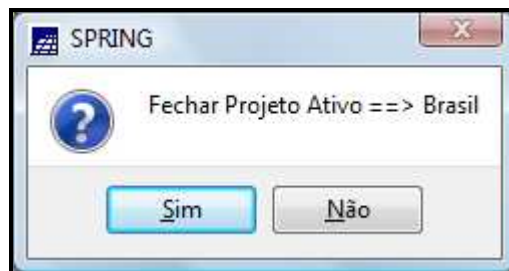 SPRING
Fechar Projeto Ativo ==> Brasil
Sim Não